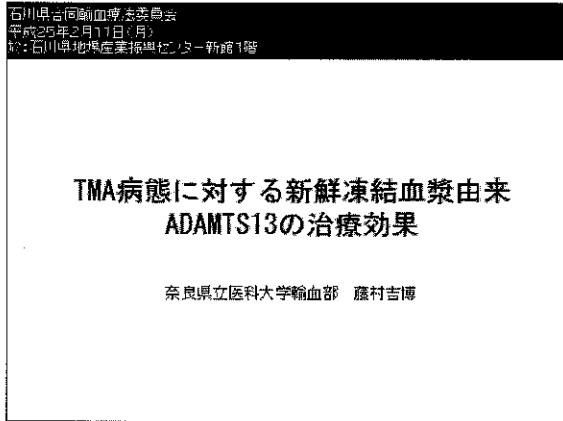 石川県合同輸血療法委員会
平成25年2月11日(月)
於:石川県地場産業振興センター新館1階
TMA病態に対する新鮮凍結血漿由来
ADAMTS13の治療効果
奈良県立医科大学輸血部 藤村吉博